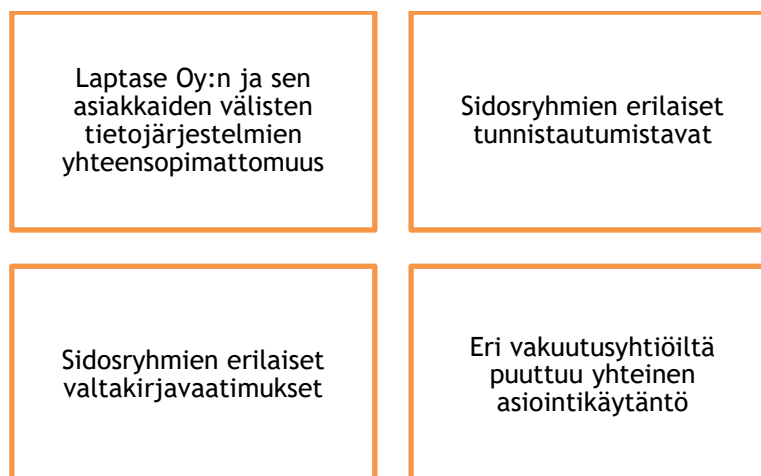 Laptase Oy:n ja sen
asiakkaiden välisten
tietojärjestelmien
yhteensopimattomuus
Sidosryhmien erilaiset
tunnistautumistavat
Sidosryhmien erilaiset
valtakirjavaatimukset
Eri vakuutusyhtiöiltä
puuttuu yhteinen
asiointikäytäntö